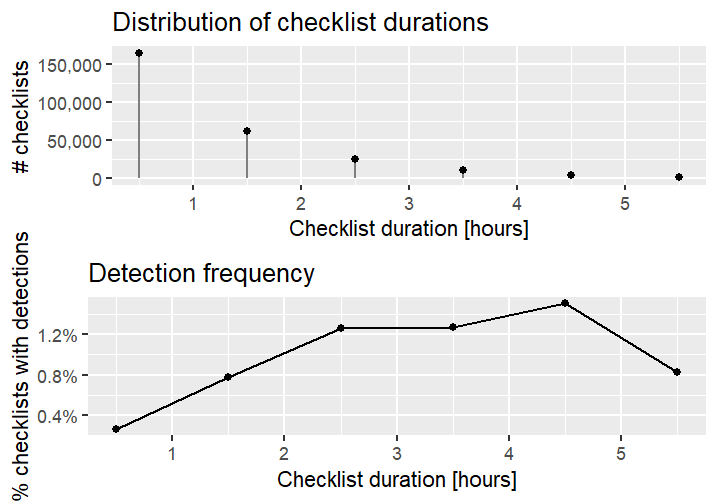 Distribution of checklist durations
# checklists
150,000
100,000
50,000
0
1 2 3 4 5
Checklist duration [hours]
Detection frequency
% checklists with detections
1.2%
0.8%
0.4%
1 2 3 4 5
Checklist duration [hours]